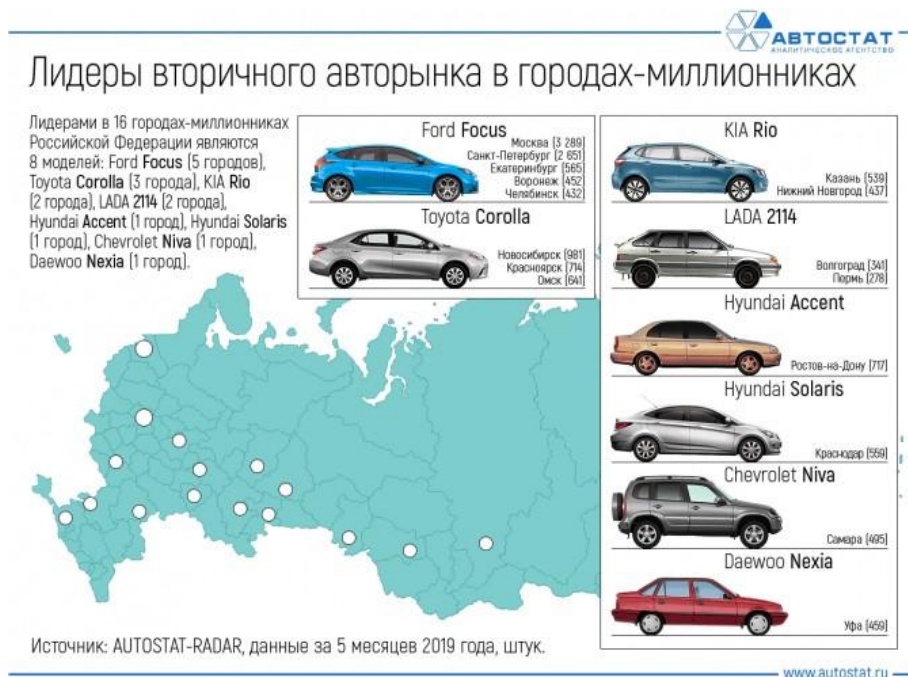 АВТОСТАТ
АНАЛИТИЧЕСКОЕ АГЕНТСТВО
Лидеры вторичного авторынка в городах-миллионниках
Лидерами в 16 городах-миллионниках
Российской Федерации являются
8 моделей: Ford Focus (5 городов),
Toyota Corolla (3 города), KIA Rio
(2 города), LADA 2114 (2 города),
Hyundai Accent (1 город), Hyundai Solaris
(1 город), Chevrolet Niva (1 город),
Daewoo Nexia (1 город).
Ford Focus
Москва (3 289)
Санкт-Петербург (2 651)
Екатеринбург (565)
Воронеж (452)
Челябинск (432)
Toyota Corolla
Новосибирск (981)
Красноярск (714)
Омск (641)
KIA Rio
Казань (539)
Нижний Новгород (437)
LADA 2114
Волгоград (341)
Пермь (278)
Hyundai Accent
Ростов-на-Дону (717)
Hyundai Solaris
Краснодар (559)
Chevrolet Niva
Самара (495)
Daewoo Nexia
Уфа (459)
Источник: AUTOSTAT-RADAR, данные за 5 месяцев 2019 года, штук.
www.autostat.ru